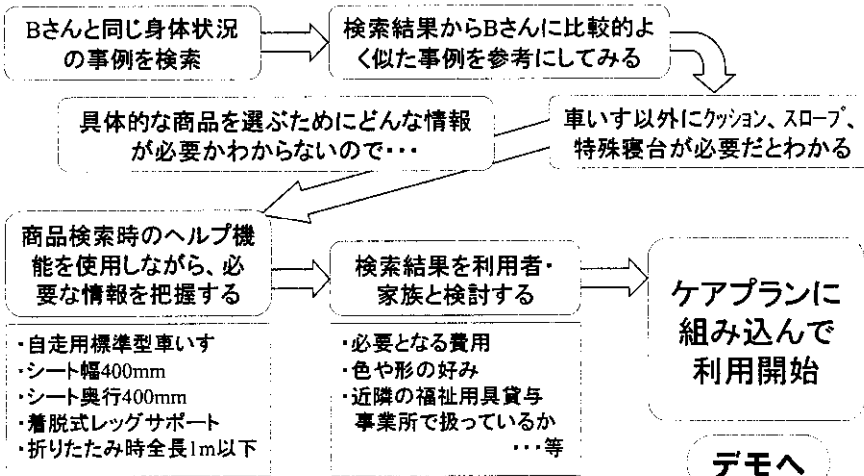 Bさんと同じ身体状況
の事例を検索
検索結果からBさんに比較的よ
く似た事例を参考にしてみる
具体的な商品を選ぶためにどんな情報
が必要かわからないので・・・
車いす以外にクッション、スロープ、
特殊寝台が必要だとわかる
商品検索時のヘルプ機
能を使用しながら、必
要な情報を把握する
検索結果を利用者・
家族と検討する
ケアプランに
組み込んで
利用開始
・自走用標準型車いす
・シート幅400mm
・シート奥行400mm
・着脱式レッグサポート
・折りたたみ時全長1m以下
・必要となる費用
・色や形の好み
・近隣の福祉用具貸与
事業所で扱っているか
・・・等
デモへ